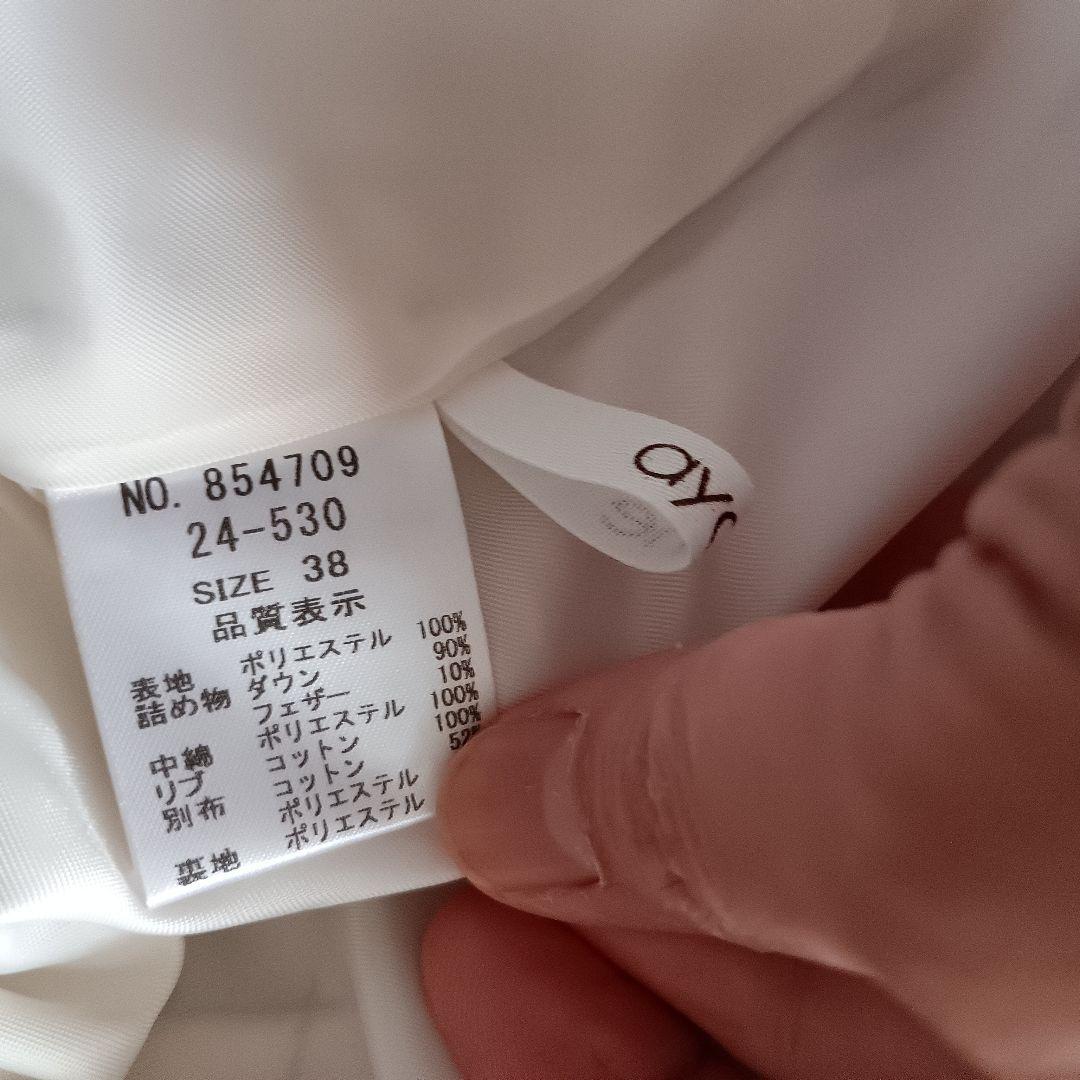 NO. 854709
24-530
SIZE 38
品質表示
表地 ポリエステル 100%
詰め物 ダウン 90%
フェザー 10%
中綿 ポリエステル 100%
リブ コットン 100%
別布 コットン 52%
ポリエステル
裏地 ポリエステル
ays